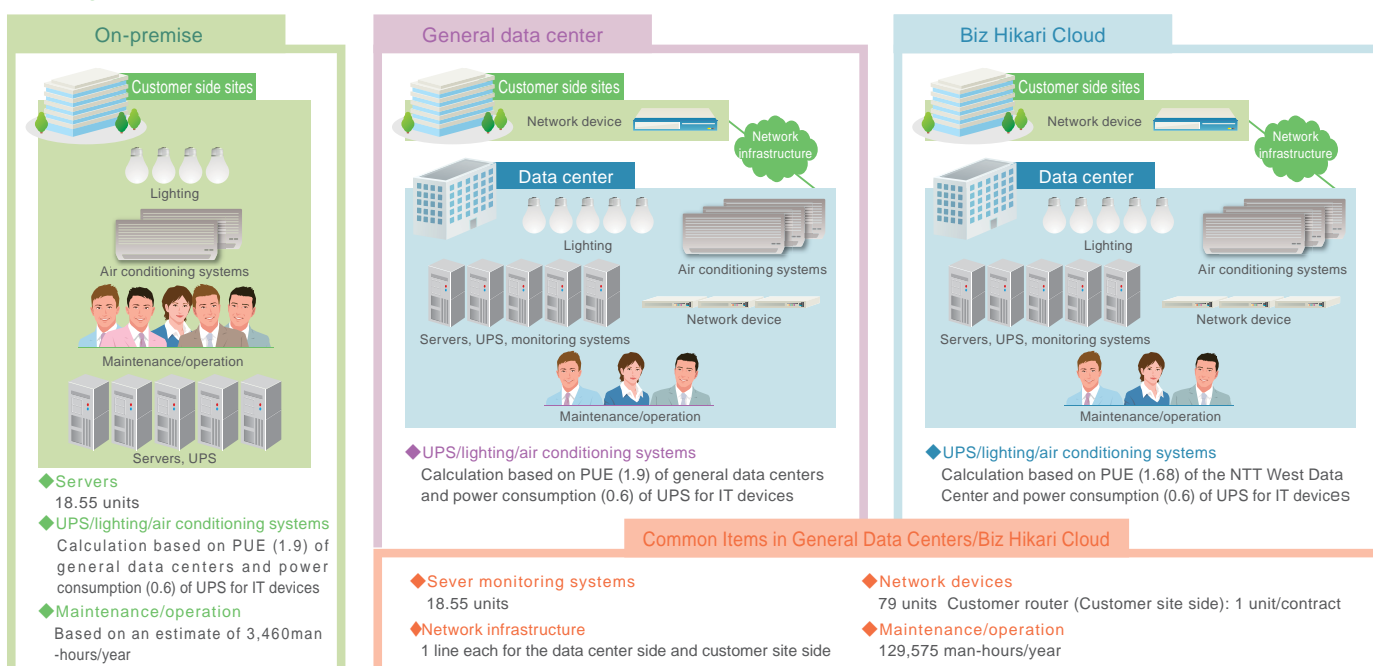 On-premise
Customer side sites
Lighting
Air conditioning systems
Maintenance/operation
Servers, UPS
◆Servers
18.55 units
◆UPS/lighting/air conditioning systems
Calculation based on PUE (1.9) of
general data centers and power
consumption (0.6) of UPS for IT devices
◆Maintenance/operation
Based on an estimate of 3,460man
-hours/year
General data center
Customer side sites
Network device
Network
infrastructure
Data center
Lighting
Air conditioning systems
Servers, UPS, monitoring systems
Network device
Maintenance/operation
◆UPS/lighting/air conditioning systems
Calculation based on PUE (1.9) of general data centers
and power consumption (0.6) of UPS for IT devices
Biz Hikari Cloud
Customer side sites
Network device
Network
infrastructure
Data center
Lighting
Air conditioning systems
Servers, UPS, monitoring systems
Network device
Maintenance/operation
◆UPS/lighting/air conditioning systems
Calculation based on PUE (1.68) of the NTT West Data
Center and power consumption (0.6) of UPS for IT devices
Common Items in General Data Centers/Biz Hikari Cloud
◆Sever monitoring systems
18.55 units
◆Network infrastructure
1 line each for the data center side and customer site side
◆Network devices
79 units Customer router (Customer site side): 1 unit/contract
◆Maintenance/operation
129,575 man-hours/year